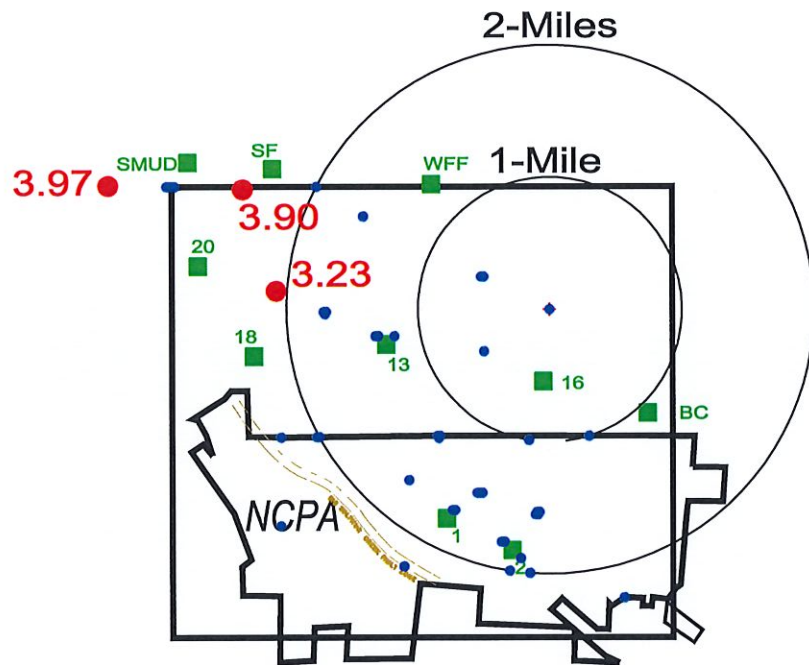 2-Miles
1-Mile
SMUD
SF
WFF
3.97
3.90
20
3.23
18
13
16
BC
NCPA
1
2